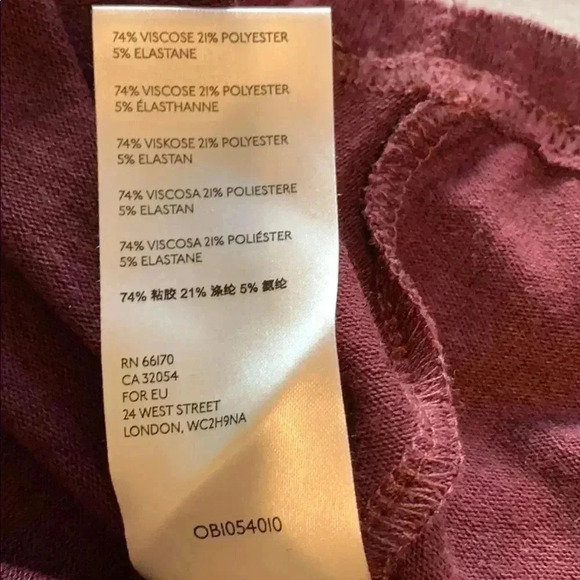 74% VISCOSE 21% POLYESTER
5% ELASTANE
74% VISCOSE 21% POLYESTER
5% ÉLASTHANNE
74% VISKOSE 21% POLYESTER
5% ELASTAN
74% VISCOSA 21% POLIESTERE
5% ELASTAN
74% VISCOSA 21% POLIÉSTER
5% ELASTANE
74% 粘胶 21% 涤纶 5% 氨纶
RN 66170
CA 32054
FOR EU
24 WEST STREET
LONDON, WC2H9NA
OB1054010